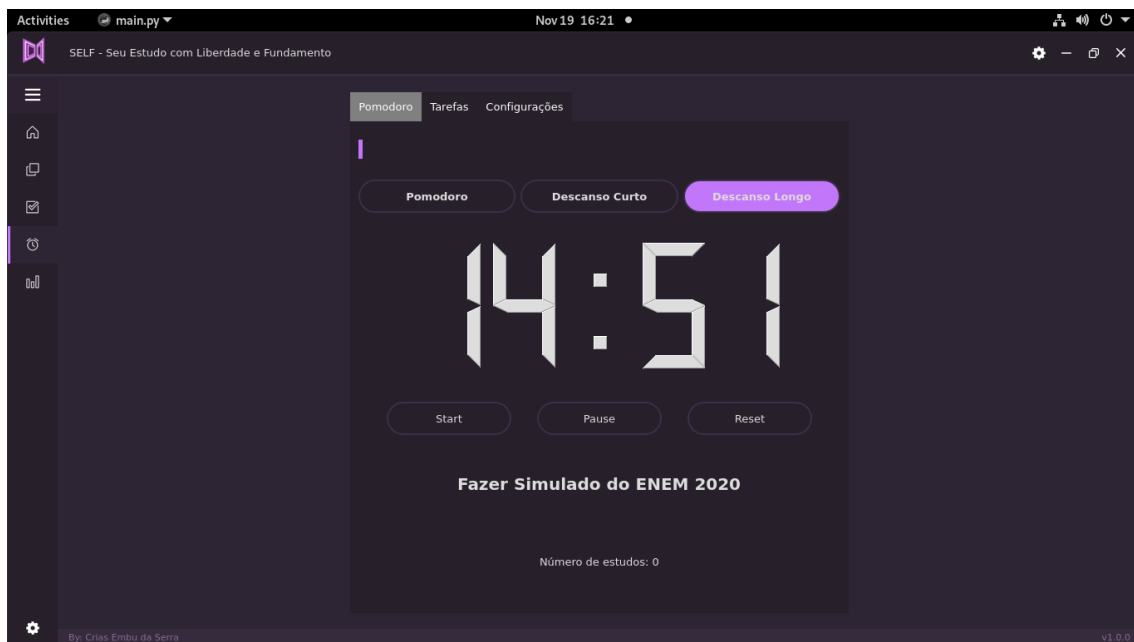 Activities main.py Nov 19 16:21
SELF - Seu Estudo com Liberdade e Fundamento
Pomodoro Tarefas Configurações
Pomodoro Descanso Curto Descanso Longo
14:51
Start Pause Reset
Fazer Simulado do ENEM 2020
Número de estudos: 0
By: Crias Embu da Serra v1.0.0